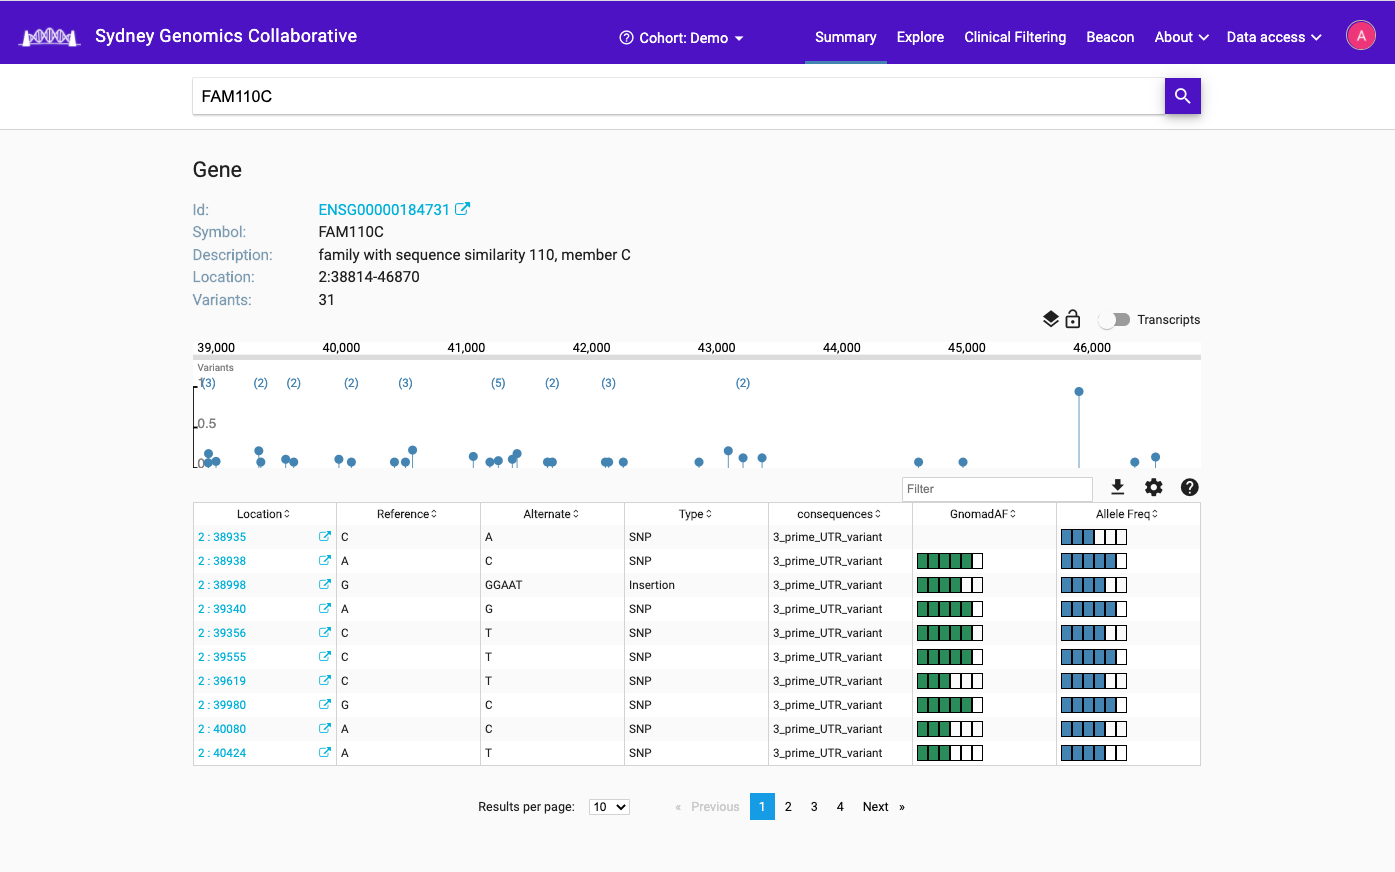 Sydney Genomics Collaborative
Cohort: Demo
Summary Explore Clinical Filtering Beacon About Data access A
FAM110C
Gene
Id: ENSG00000184731
Symbol: FAM110C
Description: family with sequence similarity 110, member C
Location: 2:38814-46870
Variants: 31
Transcripts
39,000 40,000 41,000 42,000 43,000 44,000 45,000 46,000
Variants
1 (3) (2) (2) (2) (3) (5) (2) (3) (2)
0.5
0
Filter
Location Reference Alternate Type consequences GnomadAF Allele Freq
2 : 38935 C A SNP 3_prime_UTR_variant
2 : 38938 A C SNP 3_prime_UTR_variant
2 : 38998 G GGAAT Insertion 3_prime_UTR_variant
2 : 39340 A G SNP 3_prime_UTR_variant
2 : 39356 C T SNP 3_prime_UTR_variant
2 : 39555 C T SNP 3_prime_UTR_variant
2 : 39619 C T SNP 3_prime_UTR_variant
2 : 39980 G C SNP 3_prime_UTR_variant
2 : 40080 A C SNP 3_prime_UTR_variant
2 : 40424 A T SNP 3_prime_UTR_variant
Results per page: 10 « Previous 1 2 3 4 Next »